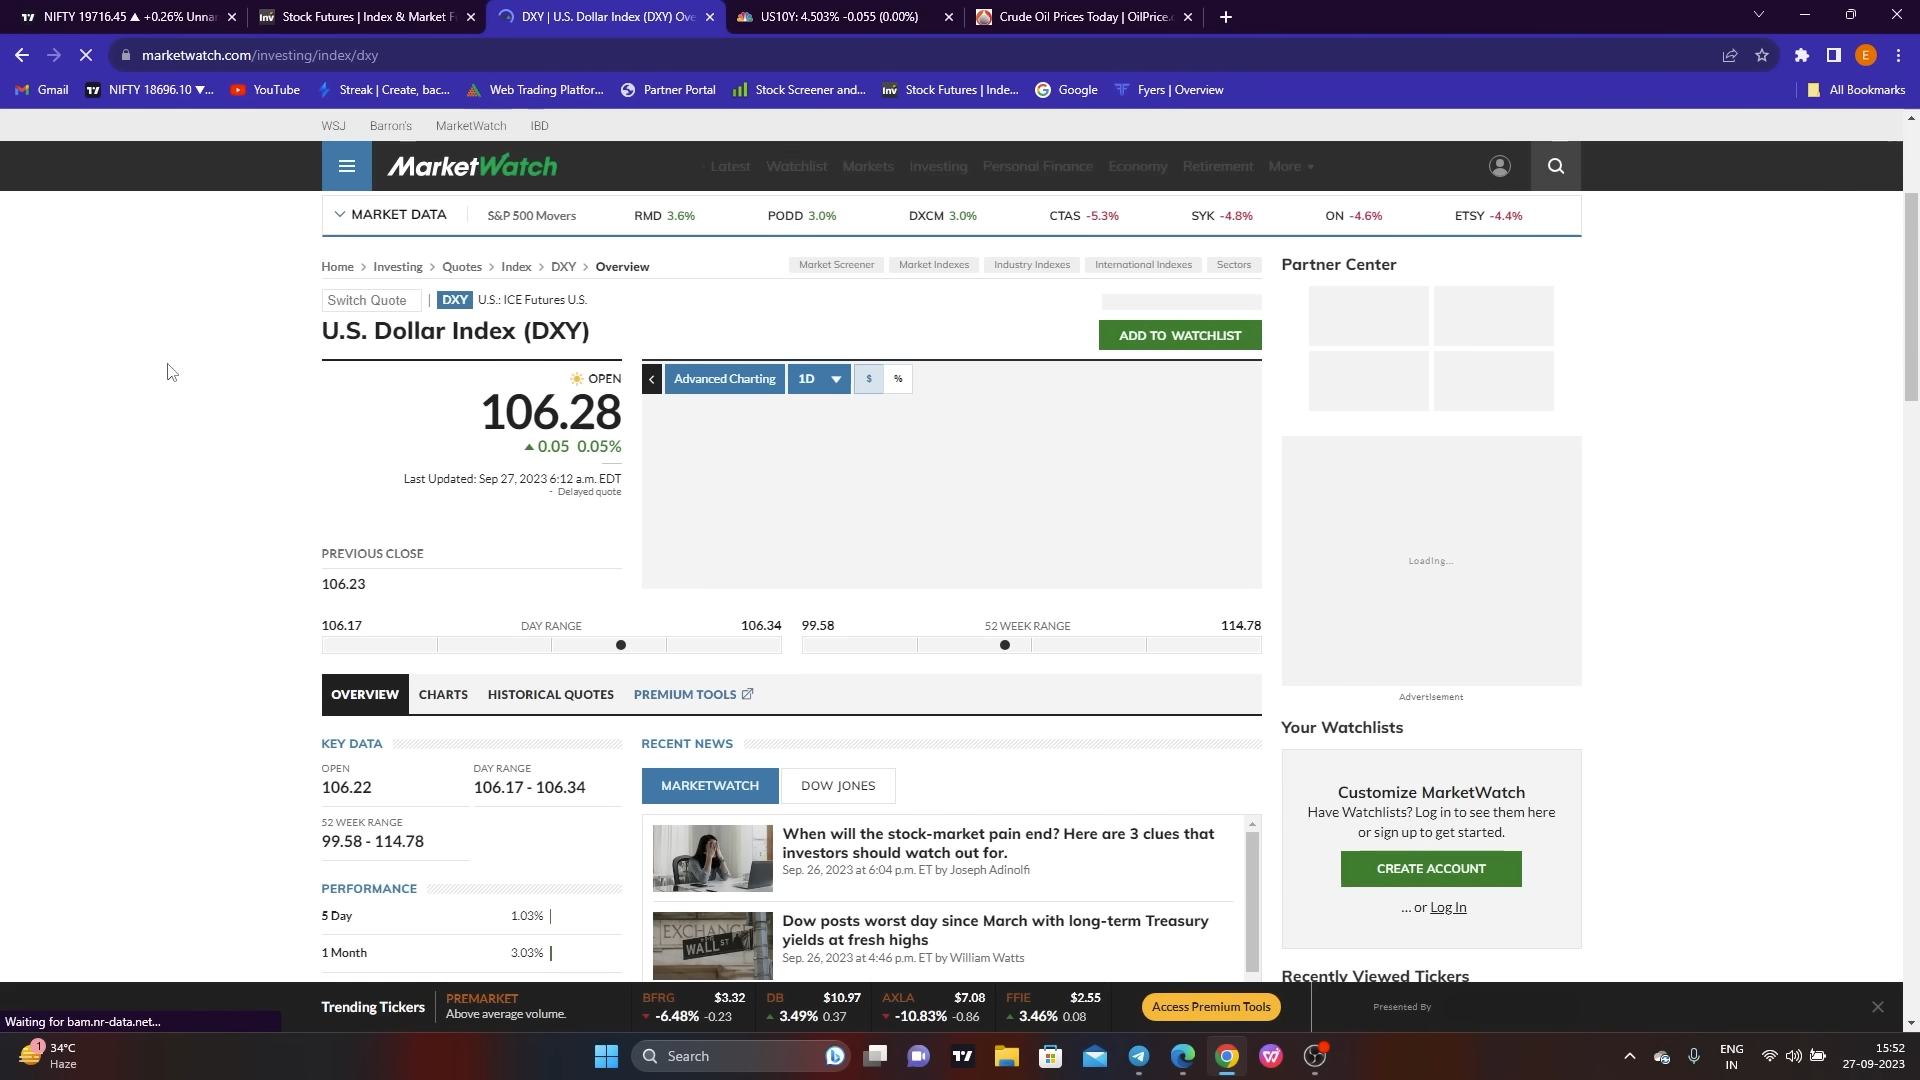 NIFTY 19716.45 ▲ +0.26% Unna
Stock Futures | Index & Market F
DXY | U.S. Dollar Index (DXY) Ove
US10Y: 4.503% -0.055 (0.00%)
Crude Oil Prices Today | OilPrice.c
marketwatch.com/investing/index/dxy
E
Gmail
NIFTY 18696.10 ▼...
YouTube
Streak | Create, bac...
Web Trading Platfor...
Partner Portal
Stock Screener and...
Stock Futures | Inde...
Google
Fyers | Overview
All Bookmarks
WSJ Barron's MarketWatch IBD
MarketWatch
Latest Watchlist Markets Investing Personal Finance Economy Retirement More
MARKET DATA
S&P 500 Movers RMD 3.6% PODD 3.0% DXCM 3.0% CTAS -5.3% SYK -4.8% ON -4.6% ETSY -4.4%
Home > Investing > Quotes > Index > DXY > Overview
Market Screener Market Indexes Industry Indexes International Indexes Sectors
Partner Center
Switch Quote | DXY U.S.: ICE Futures U.S.
U.S. Dollar Index (DXY)
ADD TO WATCHLIST
OPEN
106.28
0.05 0.05%
Last Updated: Sep 27, 2023 6:12 a.m. EDT
- Delayed quote
Advanced Charting 1D $ %
Loading...
PREVIOUS CLOSE
106.23
106.17 DAY RANGE 106.34
99.58 52 WEEK RANGE 114.78
Advertisement
OVERVIEW CHARTS HISTORICAL QUOTES PREMIUM TOOLS
Your Watchlists
KEY DATA
OPEN
106.22
DAY RANGE
106.17 - 106.34
52 WEEK RANGE
99.58 - 114.78
PERFORMANCE
5 Day 1.03%
1 Month 3.03%
RECENT NEWS
MARKETWATCH DOW JONES
When will the stock-market pain end? Here are 3 clues that
investors should watch out for.
Sep. 26, 2023 at 6:04 p.m. ET by Joseph Adinolfi
EXCHANGE
WALL ST
Dow posts worst day since March with long-term Treasury
yields at fresh highs
Sep. 26, 2023 at 4:46 p.m. ET by William Watts
Customize MarketWatch
Have Watchlists? Log in to see them here
or sign up to get started.
CREATE ACCOUNT
... or Log In
Recently Viewed Tickers
Trending Tickers
PREMARKET
Above average volume.
BFRG $3.32
-6.48% -0.23
DB $10.97
3.49% 0.37
AXLA $7.08
-10.83% -0.86
FFIE $2.55
3.46% 0.08
Access Premium Tools
Presented By
Waiting for bam.nr-data.net...
1
34°C
Haze
Search
ENG
IN
15:52
27-09-2023